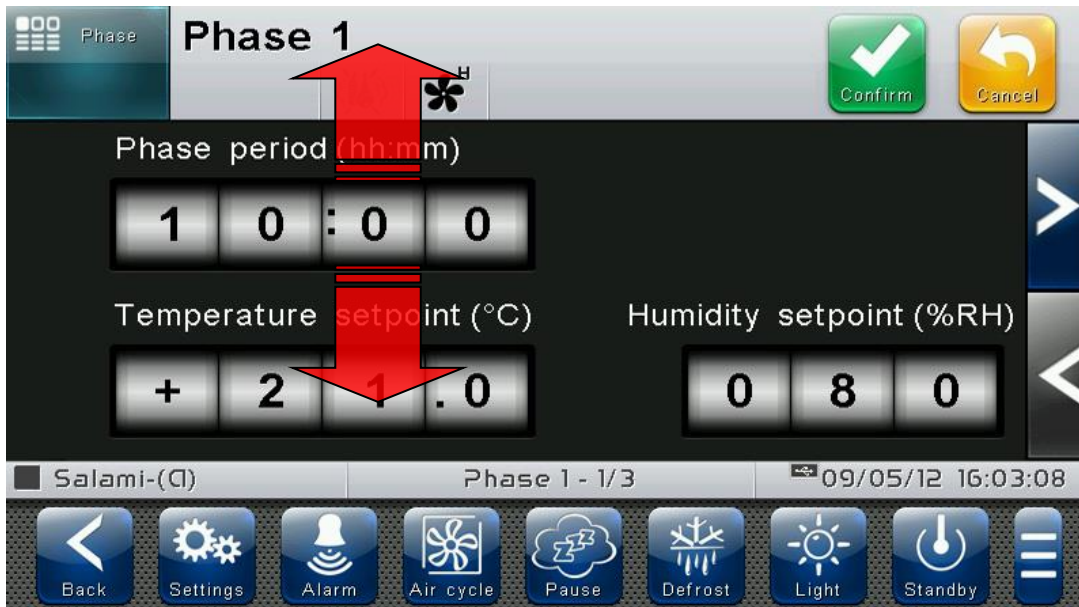 Phase
Phase 1
H
Confirm
Cancel
Phase period (hh:mm)
1 0 : 0 0
Temperature setpoint (°C)
Humidity setpoint (%RH)
+ 2 1 . 0
0 8 0
Salami-(a)
Phase 1 - 1/3
09/05/12 16:03:08
zzz
Back
Settings
Alarm
Air cycle
Pause
Defrost
Light
Standby